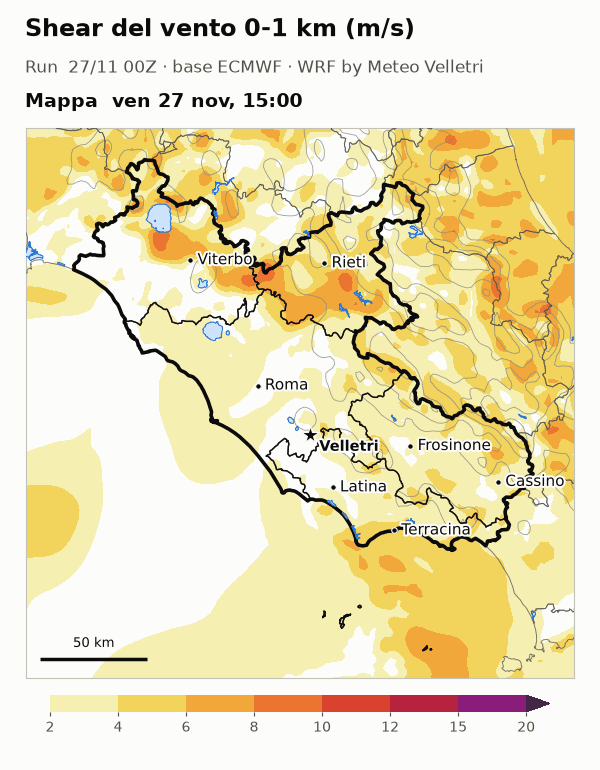 Shear del vento 0-1 km (m/s)
Run  27/11 00Z · base ECMWF · WRF by Meteo Velletri
Mappa  ven 27 nov, 15:00
Viterbo
Rieti
Roma
Velletri
Frosinone
Cassino
Latina
Terracina
50 km
2 4 6 8 10 12 15 20